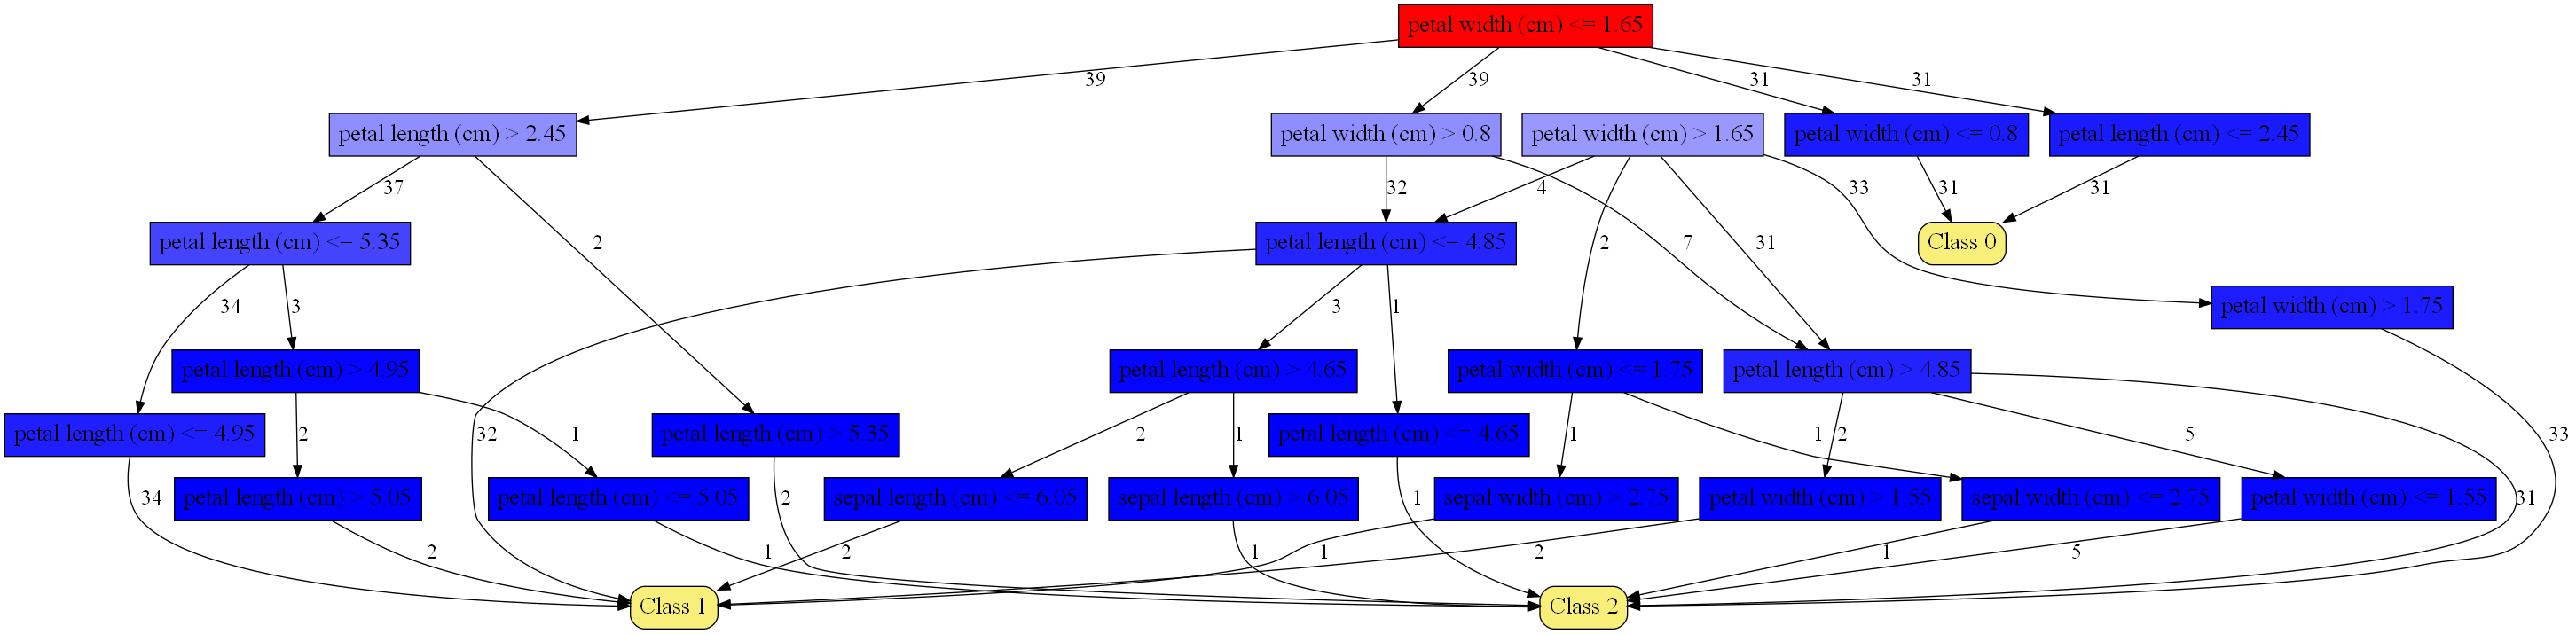 petal width (cm) <= 1.65
39
39
31
31
petal length (cm) > 2.45
petal width (cm) > 0.8
petal width (cm) > 1.65
petal width (cm) <= 0.8
petal length (cm) <= 2.45
37
32
4
33
31
31
petal length (cm) <= 5.35
2
petal length (cm) <= 4.85
2
7
31
Class 0
34
3
3
1
petal width (cm) > 1.75
petal length (cm) > 4.95
petal length (cm) > 4.65
petal width (cm) <= 1.75
petal length (cm) > 4.85
petal length (cm) <= 4.95
2
1
petal length (cm) > 5.35
32
2
1
petal length (cm) <= 4.65
1
1
2
5
33
34
petal length (cm) > 5.05
petal length (cm) <= 5.05
2
sepal length (cm) <= 6.05
sepal length (cm) > 6.05
1
sepal width (cm) > 2.75
petal width (cm) > 1.55
sepal width (cm) <= 2.75
petal width (cm) <= 1.55
31
2
1
2
1
1
2
1
5
Class 1
Class 2